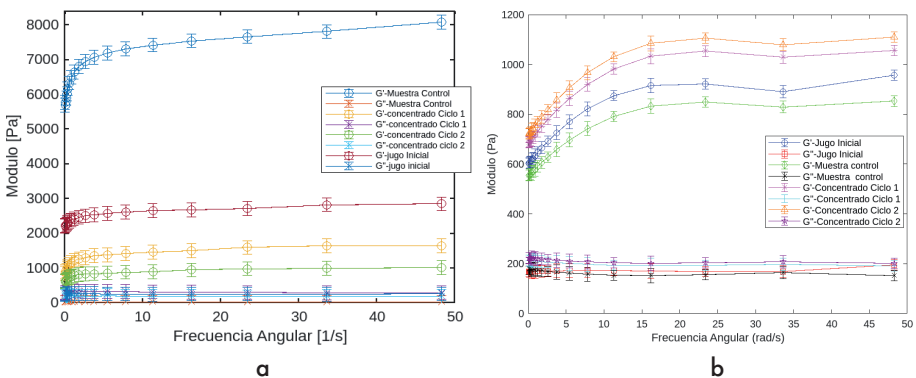 8000
7000
6000
5000
4000
3000
2000
1000
0
0
10
20
30
40
50
Modulo [Pa]
Frecuencia Angular [1/s]
G'-Muestra Control
G''-Muestra Control
G'-concentrado Ciclo 1
G''-concentrado Ciclo 1
G'-concentrado Ciclo 2
G''-concentrado ciclo 2
G'-jugo Inicial
G''-jugo inicial
a
1200
1000
800
600
400
200
0
0
5
10
15
20
25
30
35
40
45
50
Módulo (Pa)
Frecuencia Angular (rad/s)
G'-Jugo Inicial
G''-Jugo Inicial
G'-Muestra control
G''-Muestra control
G'-Concentrado Ciclo 1
G''-Concentrado Ciclo 1
G'-Concentrado Ciclo 2
G''-Concentrado Ciclo 2
b